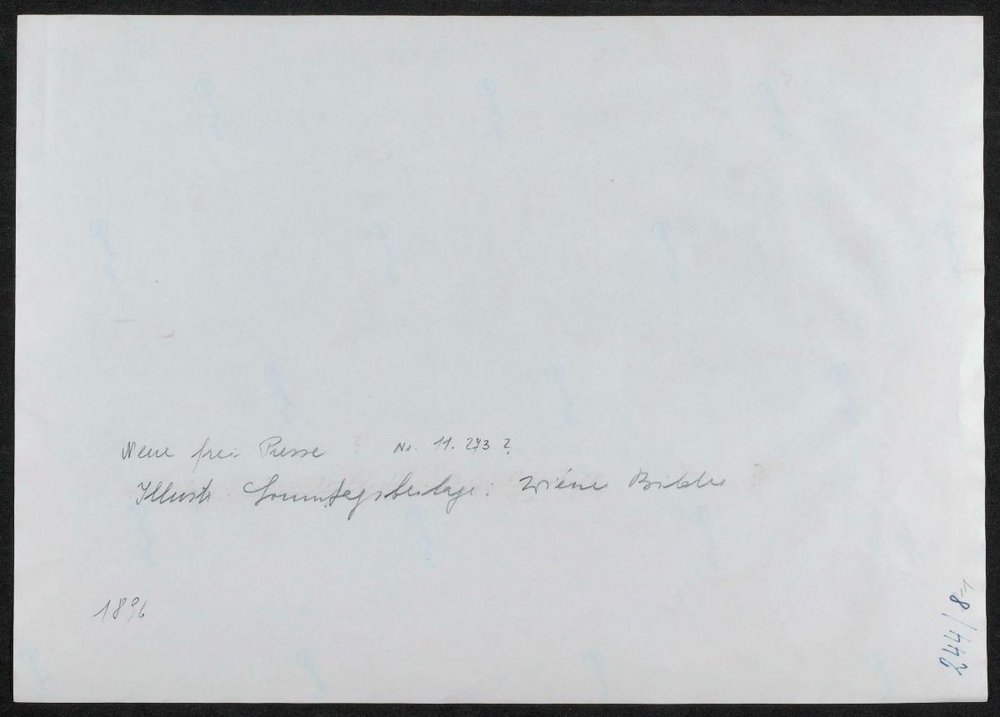 Neue freie Presse Nr. 11.273 ?
Illustr. Sonntagsbeilage: Wiener Bilder
1896
244/8